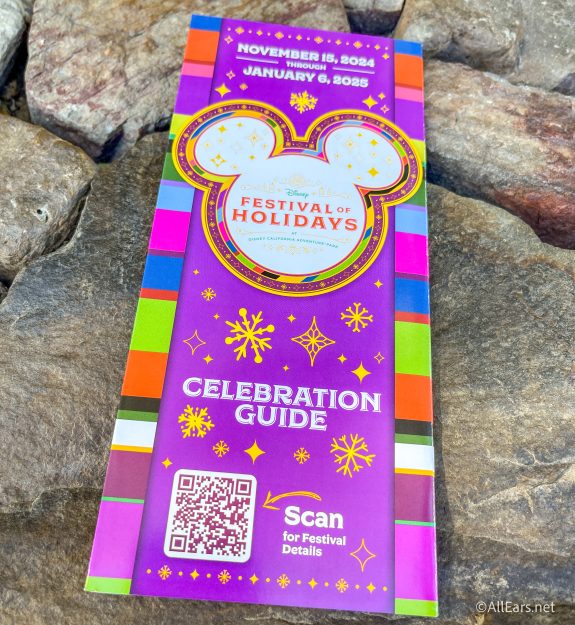 NOVEMBER 15, 2024
THROUGH
JANUARY 6, 2025
Disney
FESTIVAL OF
HOLIDAYS
AT
DISNEY CALIFORNIA ADVENTURE PARK
CELEBRATION
GUIDE
Scan
for Festival
Details
©AllEars.net